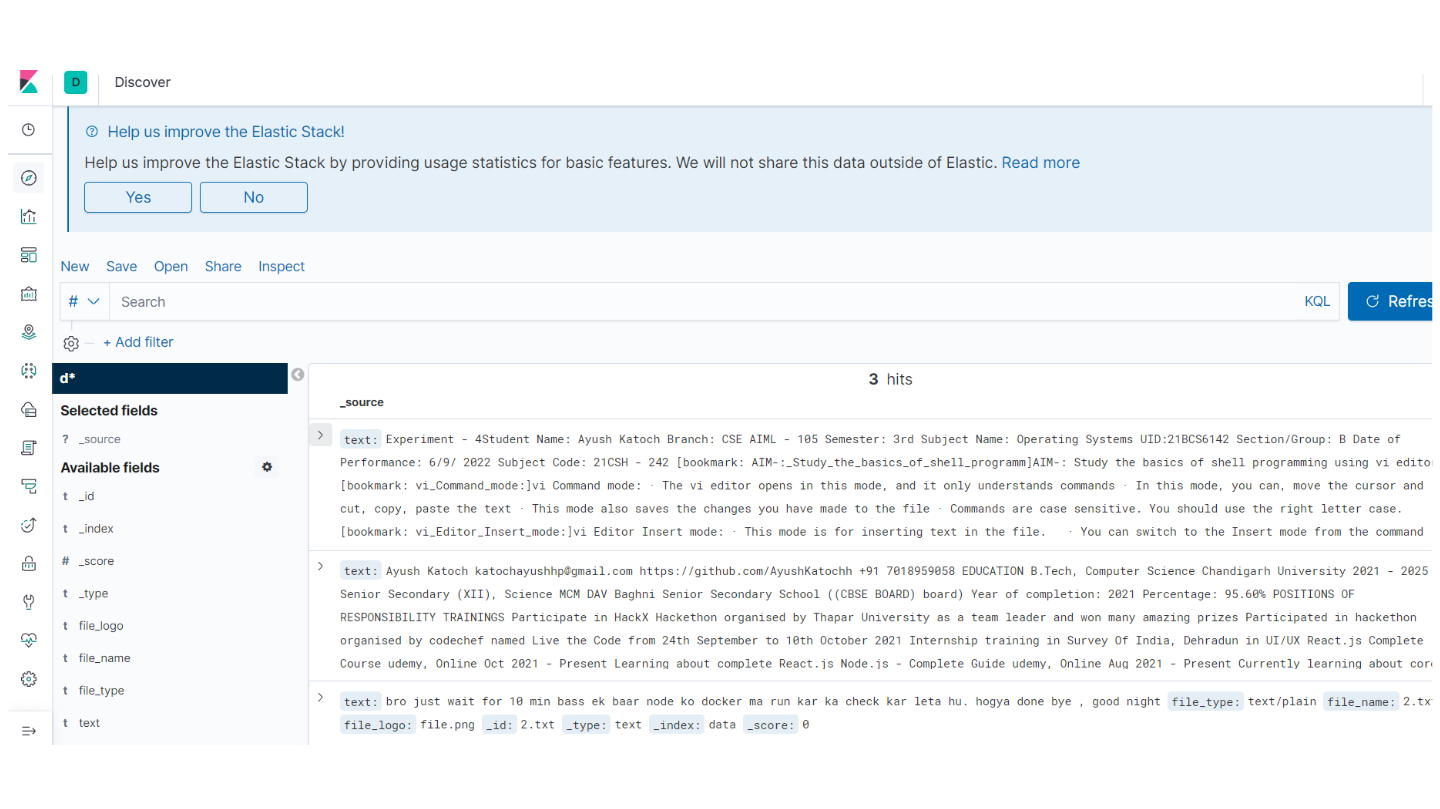 D Discover
Help us improve the Elastic Stack!
Help us improve the Elastic Stack by providing usage statistics for basic features. We will not share this data outside of Elastic. Read more
Yes No
New Save Open Share Inspect
# Search KQL Refres
+ Add filter
d*
3 hits
Selected fields
? _source
Available fields
t _id
t _index
# _score
t _type
t file_logo
t file_name
t file_type
t text
_source
text: Experiment - 4Student Name: Ayush Katoch Branch: CSE AIML - 105 Semester: 3rd Subject Name: Operating Systems UID:21BCS6142 Section/Group: B Date of
Performance: 6/9/ 2022 Subject Code: 21CSH - 242 [bookmark: AIM-:_Study_the_basics_of_shell_programm]AIM-: Study the basics of shell programming using vi editor
[bookmark: vi_Command_mode:]vi Command mode: · The vi editor opens in this mode, and it only understands commands · In this mode, you can, move the cursor and
cut, copy, paste the text · This mode also saves the changes you have made to the file · Commands are case sensitive. You should use the right letter case.
[bookmark: vi_Editor_Insert_mode:]vi Editor Insert mode: · This mode is for inserting text in the file. · You can switch to the Insert mode from the command
text: Ayush Katoch katochayushhp@gmail.com https://github.com/AyushKatochh +91 7018959058 EDUCATION B.Tech, Computer Science Chandigarh University 2021 - 2025
Senior Secondary (XII), Science MCM DAV Baghni Senior Secondary School ((CBSE BOARD) board) Year of completion: 2021 Percentage: 95.60% POSITIONS OF
RESPONSIBILITY TRAININGS Participate in HackX Hackethon organised by Thapar University as a team leader and won many amazing prizes Participated in hackethon
organised by codechef named Live the Code from 24th September to 10th October 2021 Internship training in Survey Of India, Dehradun in UI/UX React.js Complete
Course udemy, Online Oct 2021 - Present Learning about complete React.js Node.js - Complete Guide udemy, Online Aug 2021 - Present Currently learning about core
text: bro just wait for 10 min bass ek baar node ko docker ma run kar ka check kar leta hu. hogya done bye , good night file_type: text/plain file_name: 2.txt
file_logo: file.png _id: 2.txt _type: text _index: data _score: 0